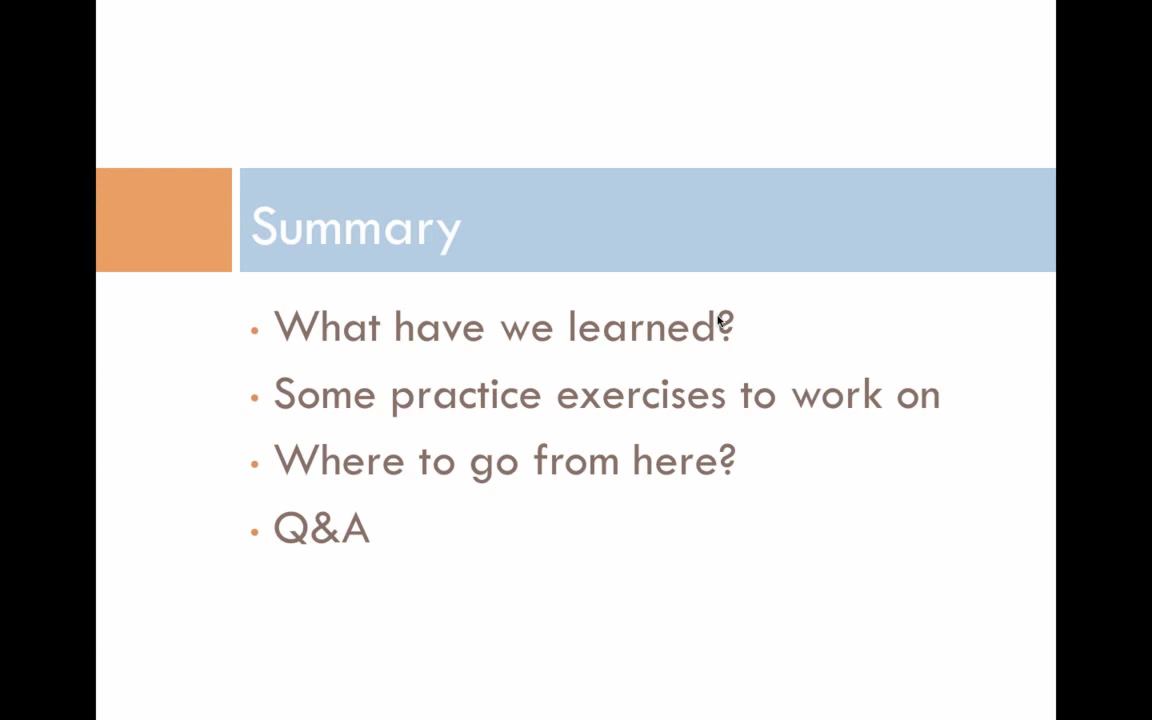 Summary
• What have we learned?
• Some practice exercises to work on
• Where to go from here?
• Q&A